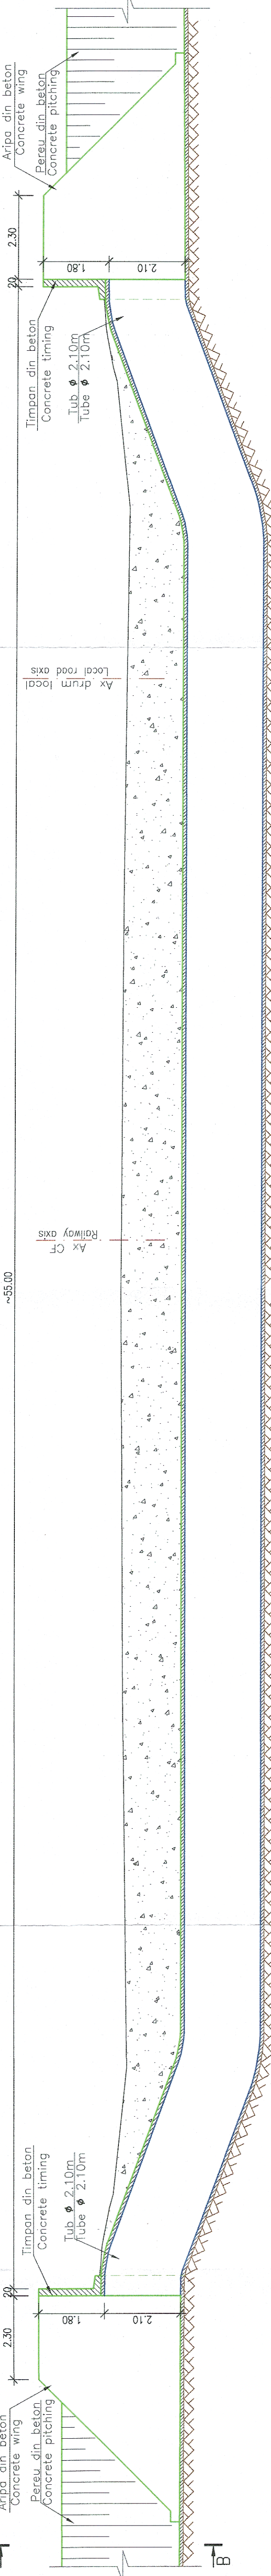 Aripa din beton
Concrete wing
Pereu din beton
Concrete pitching
2.30
20
1.80
2.10
Timpan din beton
Concrete timing
Tub ø 2.10m
Tube ø 2.10m
Ax drum local
Local road axis
~55.00
Ax CF
Railway axis
Timpan din beton
Concrete timing
Tub ø 2.10m
Tube ø 2.10m
20
2.30
1.80
2.10
Aripa din beton
Concrete wing
Pereu din beton
Concrete pitching
B